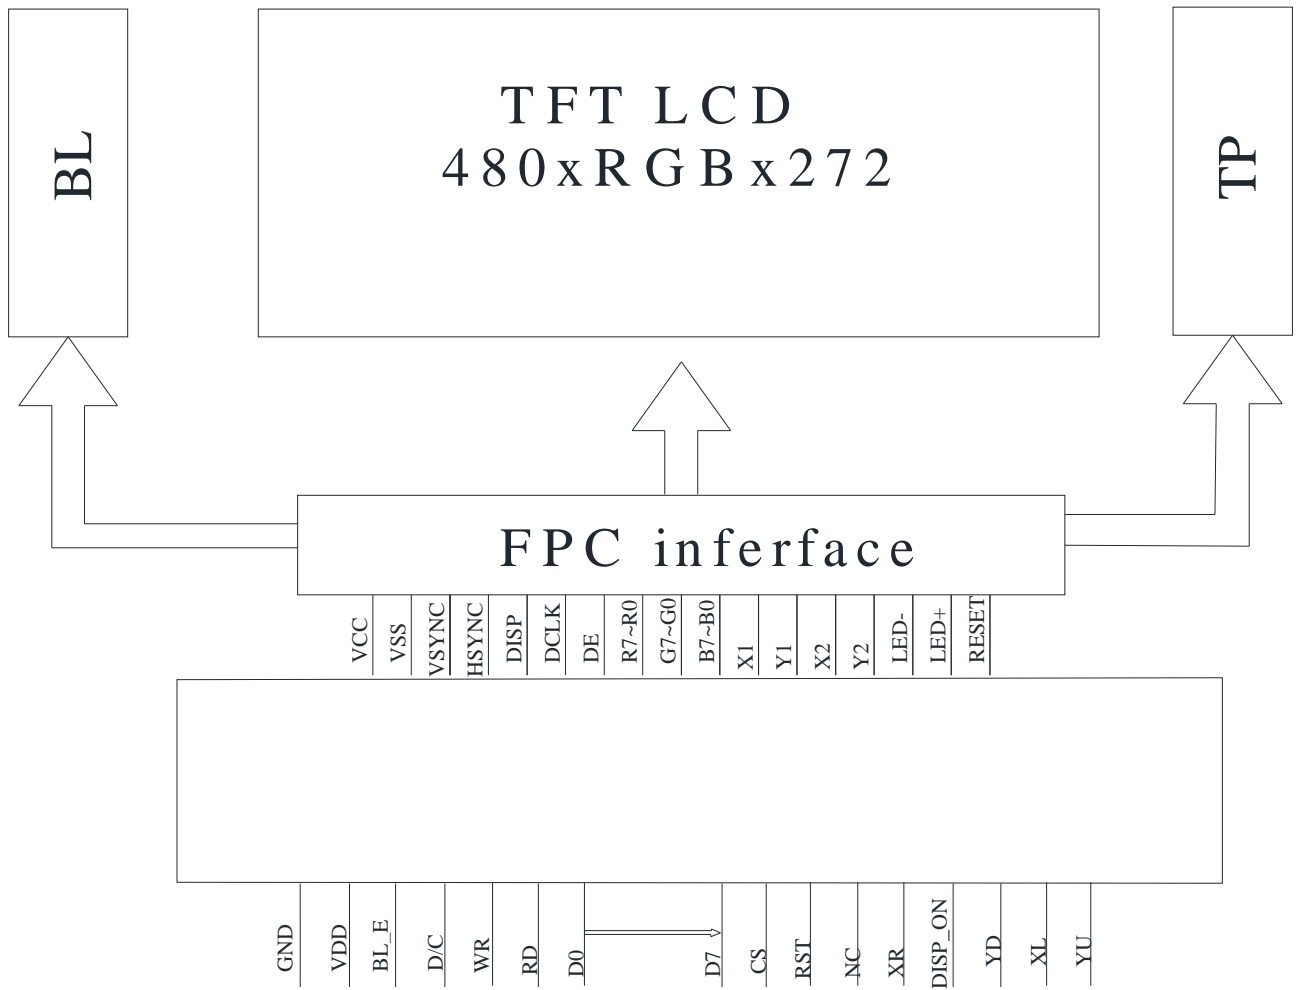 BL
TFT LCD
480xRGBx272
TP
FPC inferface
VCC
VSS
VSYNC
HSYNC
DISP
DCLK
DE
R7~R0
G7~G0
B7~B0
X1
Y1
X2
Y2
LED-
LED+
RESET
GND
VDD
BL_E
D/C
WR
RD
D0
D7
CS
RST
NC
XR
DISP_ON
YD
XL
YU